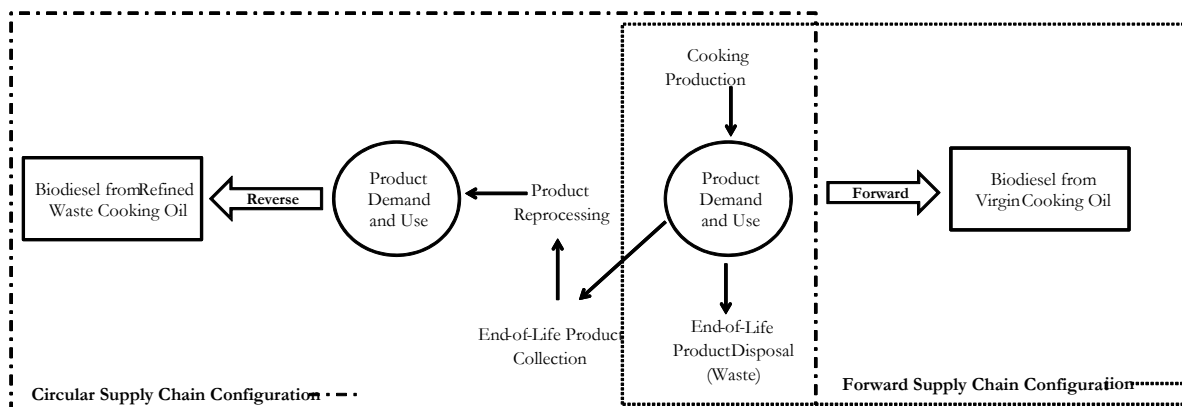 Cooking
Production
Biodiesel from Refined
Waste Cooking Oil
Reverse
Product
Demand
and Use
Product
Reprocessing
Product
Demand
and Use
Forward
Biodiesel from
Virgin Cooking Oil
End-of-Life Product
Collection
End-of-Life
Product Disposal
(Waste)
Circular Supply Chain Configuration
Forward Supply Chain Configuration